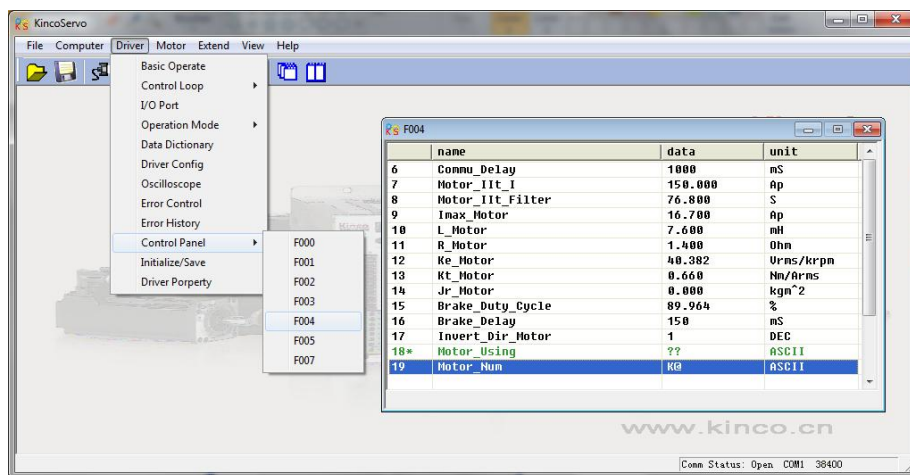 KincoServo
File Computer Driver Motor Extend View Help
Basic Operate
Control Loop
I/O Port
Operation Mode
Data Dictionary
Driver Config
Oscilloscope
Error Control
Error History
Control Panel
Initialize/Save
Driver Porperty
F000
F001
F002
F003
F004
F005
F007
F004
name data unit
6 Commu_Delay 1000 mS
7 Motor_IIt_I 150.000 Ap
8 Motor_IIt_Filter 76.800 S
9 Imax_Motor 16.700 Ap
10 L_Motor 7.600 mH
11 R_Motor 1.400 Ohm
12 Ke_Motor 40.382 Vrms/krpm
13 Kt_Motor 0.660 Nm/Arms
14 Jr_Motor 0.000 kgm^2
15 Brake_Duty_Cycle 89.964 %
16 Brake_Delay 150 mS
17 Invert_Dir_Motor 1 DEC
18* Motor_Using ?? ASCII
19 Motor_Num K@ ASCII
www.kinco.cn
Comm Status: Open COM1 38400